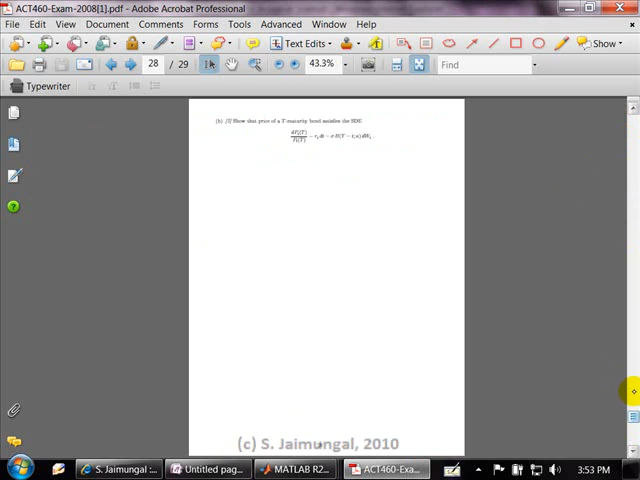 ACT460-Exam-2008[1].pdf - Adobe Acrobat Professional
File Edit View Document Comments Forms Tools Advanced Window Help
Text Edits Show
28 / 29 43.3% Find
Typewriter
(b) [5] Show that price of a T-maturity bond satisfies the SDE
(c) S. Jaimungal, 2010
S. Jaimungal :... Untitled pag... MATLAB R2... ACT460-Exa... 3:53 PM